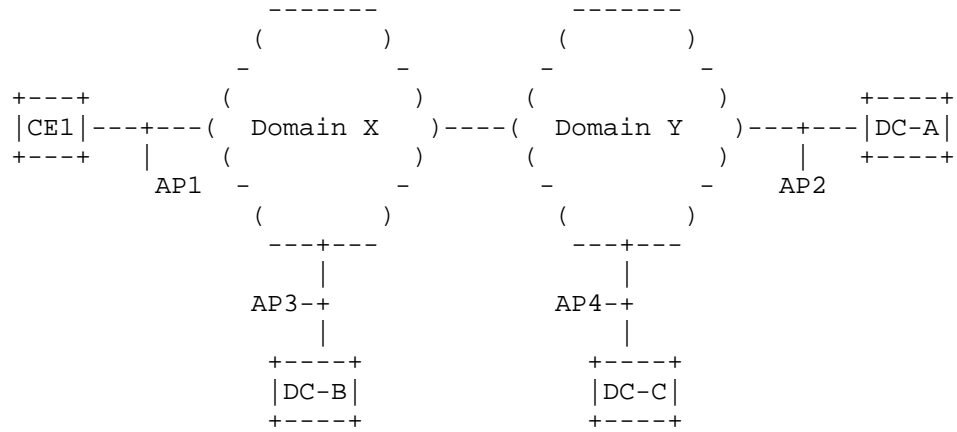 CE1 Domain X Domain Y DC-A
AP1 AP2
AP3 AP4
DC-B DC-C